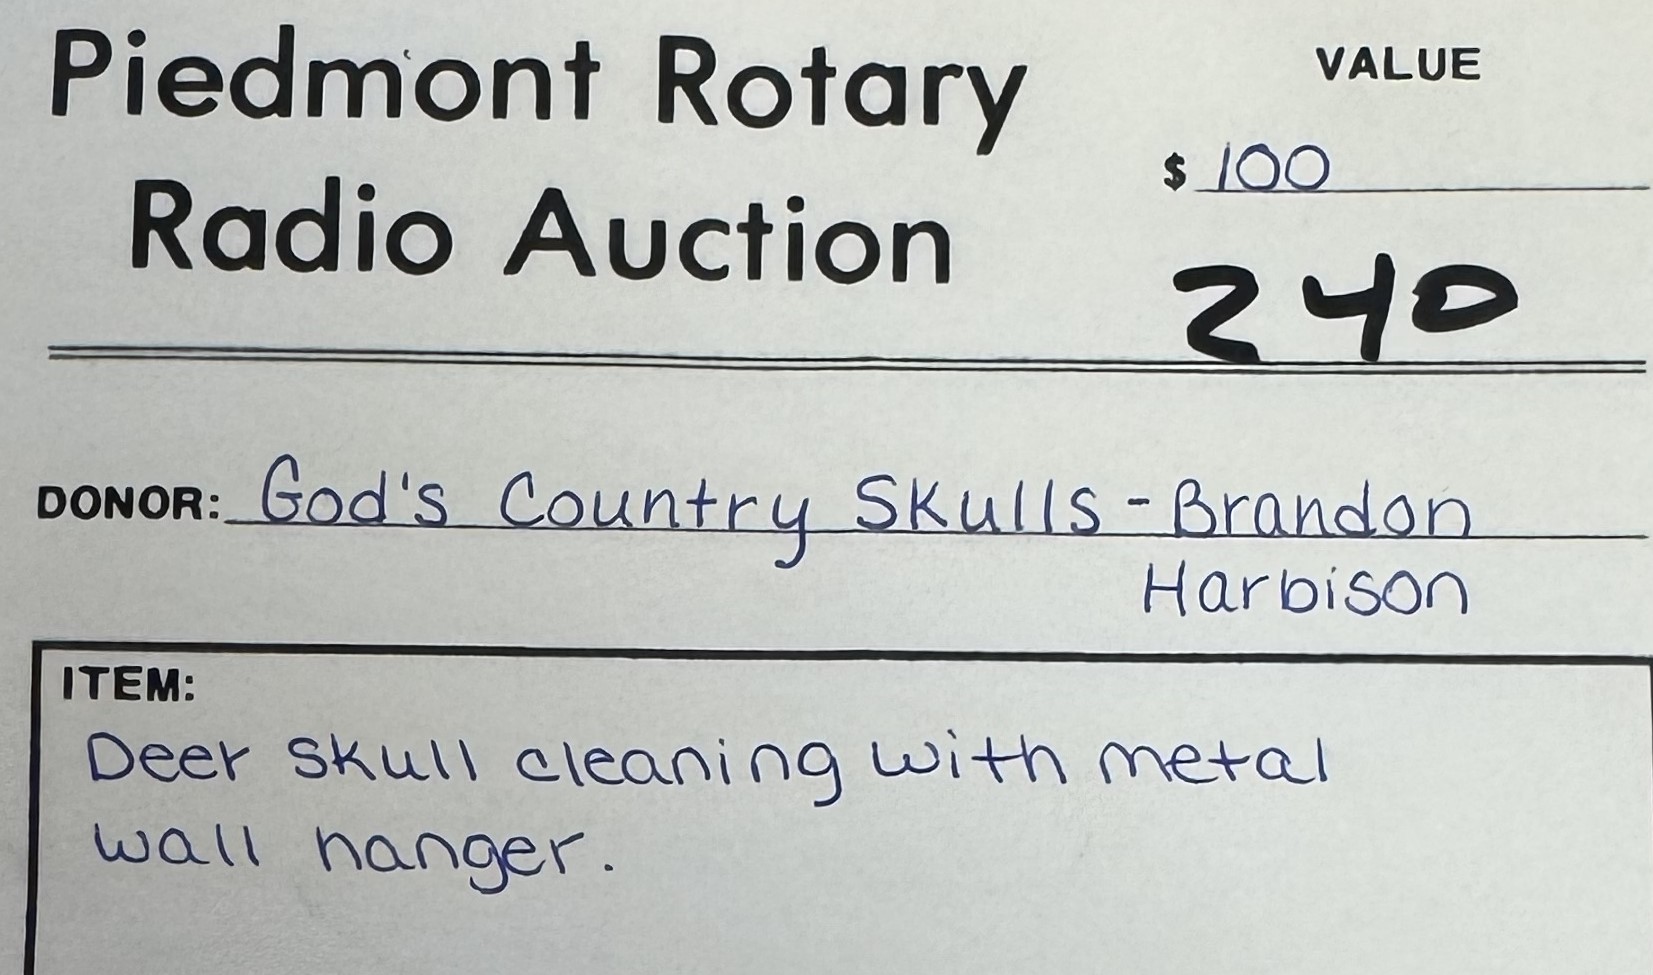 Piedmont Rotary
Radio Auction
VALUE
$ 100
240
DONOR: God's Country Skulls - Brandon
Harbison
ITEM:
Deer skull cleaning with metal
wall hanger.